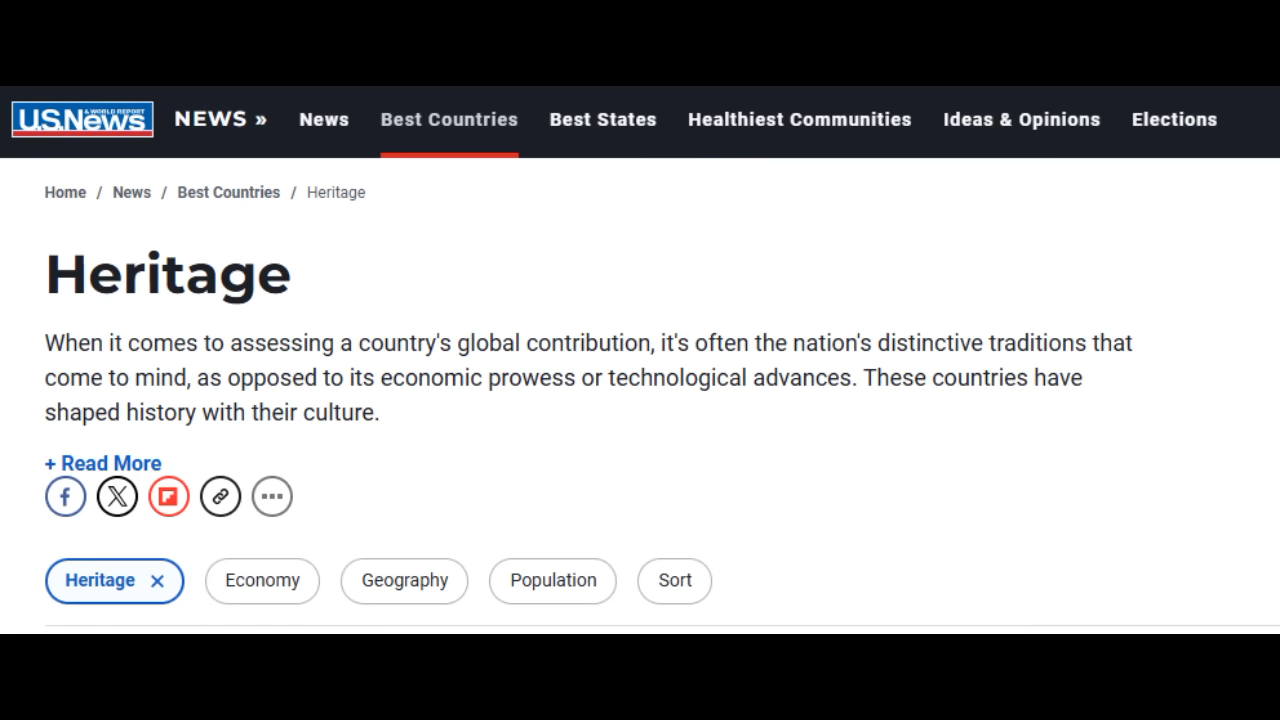 U.S.News & WORLD REPORT
NEWS » News Best Countries Best States Healthiest Communities Ideas & Opinions Elections
Home / News / Best Countries / Heritage
Heritage
When it comes to assessing a country's global contribution, it's often the nation's distinctive traditions that
come to mind, as opposed to its economic prowess or technological advances. These countries have
shaped history with their culture.
+ Read More
Heritage × Economy Geography Population Sort